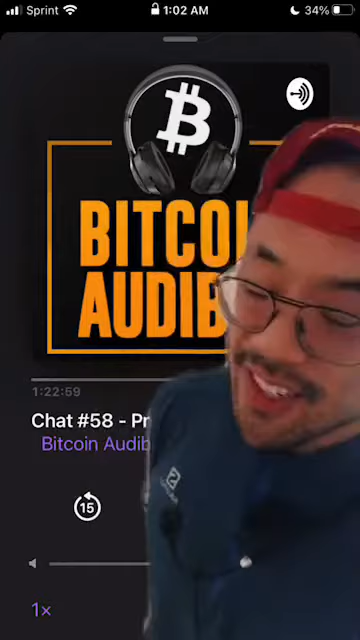 Sprint 1:02 AM 34%
BITCOI
AUDIB
1:22:59
Chat #58 - Pr
Bitcoin Audib
15
1×